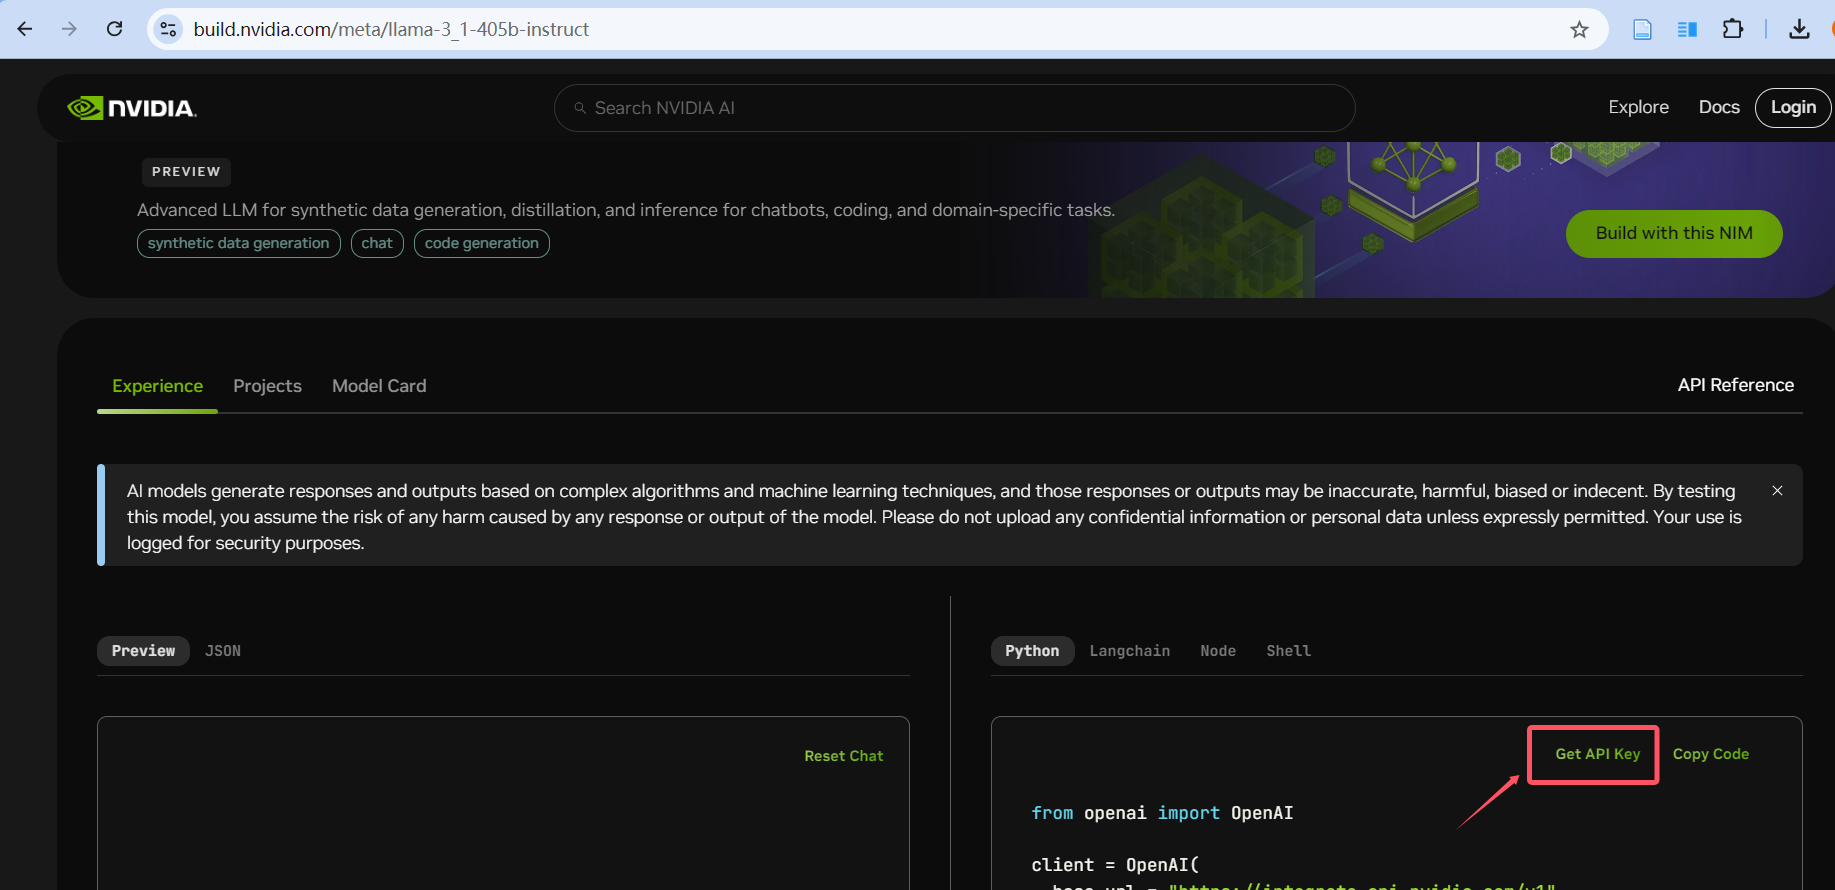 build.nvidia.com/meta/llama-3_1-405b-instruct
NVIDIA.
Search NVIDIA AI
Explore
Docs
Login
PREVIEW
Advanced LLM for synthetic data generation, distillation, and inference for chatbots, coding, and domain-specific tasks.
synthetic data generation
chat
code generation
Build with this NIM
Experience
Projects
Model Card
API Reference
AI models generate responses and outputs based on complex algorithms and machine learning techniques, and those responses or outputs may be inaccurate, harmful, biased or indecent. By testing
this model, you assume the risk of any harm caused by any response or output of the model. Please do not upload any confidential information or personal data unless expressly permitted. Your use is
logged for security purposes.
Preview
JSON
Python
Langchain
Node
Shell
Reset Chat
Get API Key
Copy Code
from openai import OpenAI
client = OpenAI(
base_url = "https://integrate.api.nvidia.com/v1"